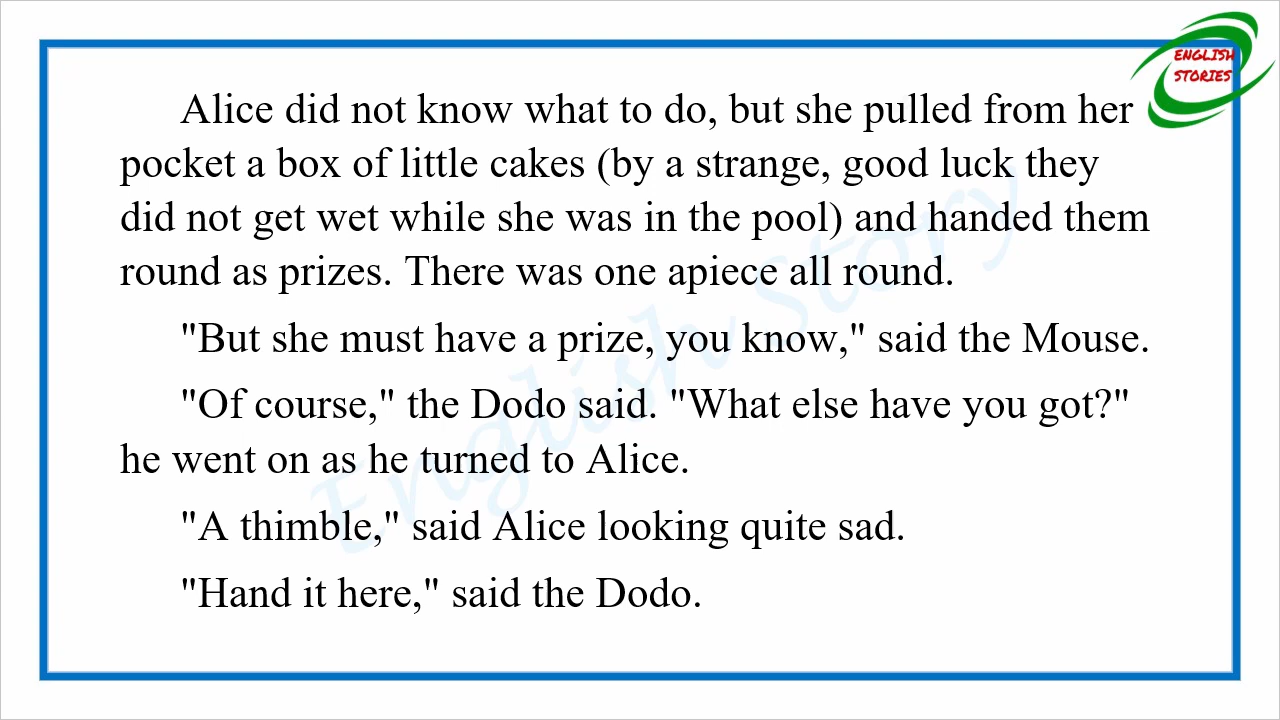 ENGLISH
STORIES
Alice did not know what to do, but she pulled from her
pocket a box of little cakes (by a strange, good luck they
did not get wet while she was in the pool) and handed them
round as prizes. There was one apiece all round.
"But she must have a prize, you know," said the Mouse.
"Of course," the Dodo said. "What else have you got?"
he went on as he turned to Alice.
"A thimble," said Alice looking quite sad.
"Hand it here," said the Dodo.
English Story